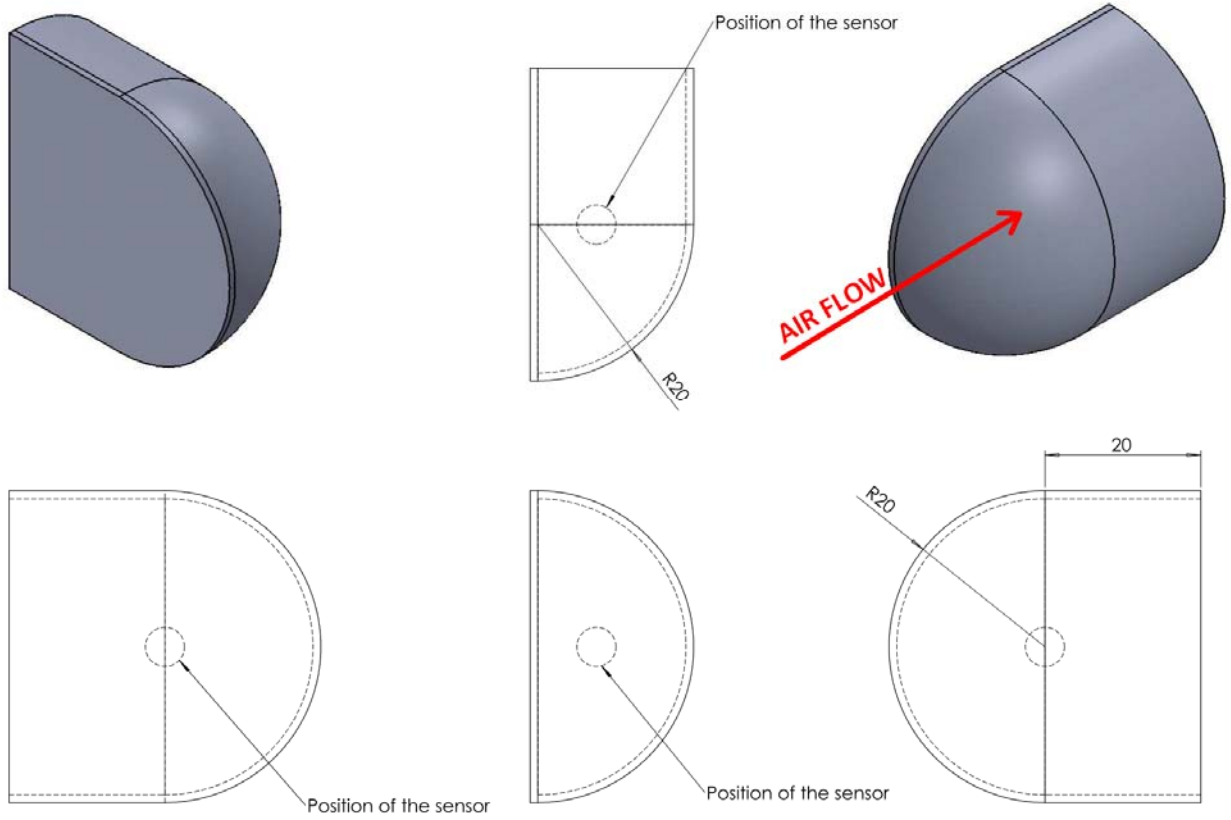 Position of the sensor
AIR FLOW
R20
20
R20
Position of the sensor
Position of the sensor